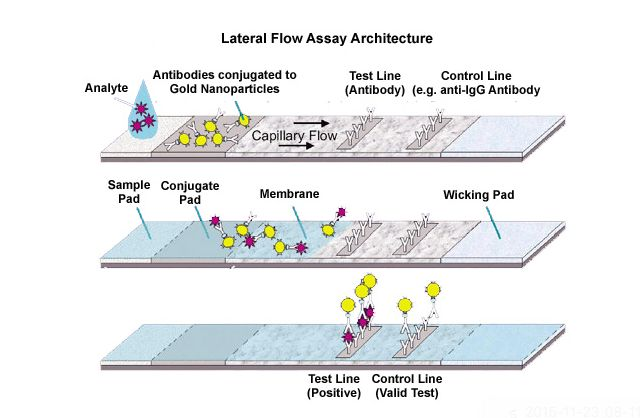 Lateral Flow Assay Architecture
Analyte
Antibodies conjugated to
Gold Nanoparticles
Test Line
(Antibody)
Control Line
(e.g. anti-IgG Antibody
Capillary Flow
Sample
Pad
Conjugate
Pad
Membrane
Wicking Pad
Test Line
(Positive)
Control Line
(Valid Test)